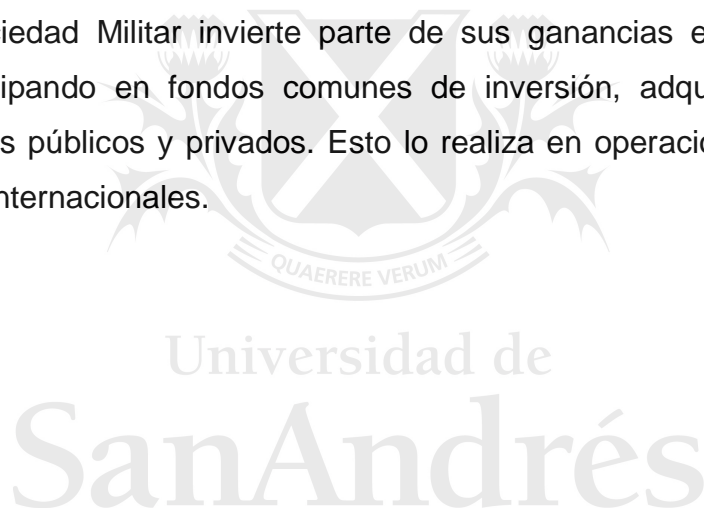 ciedad Militar invierte parte de sus ganancias e
ipando en fondos comunes de inversión, adqu
s públicos y privados. Esto lo realiza en operacio
nternacionales.
QUAERERE VERUM
Universidad de
SanAndrés